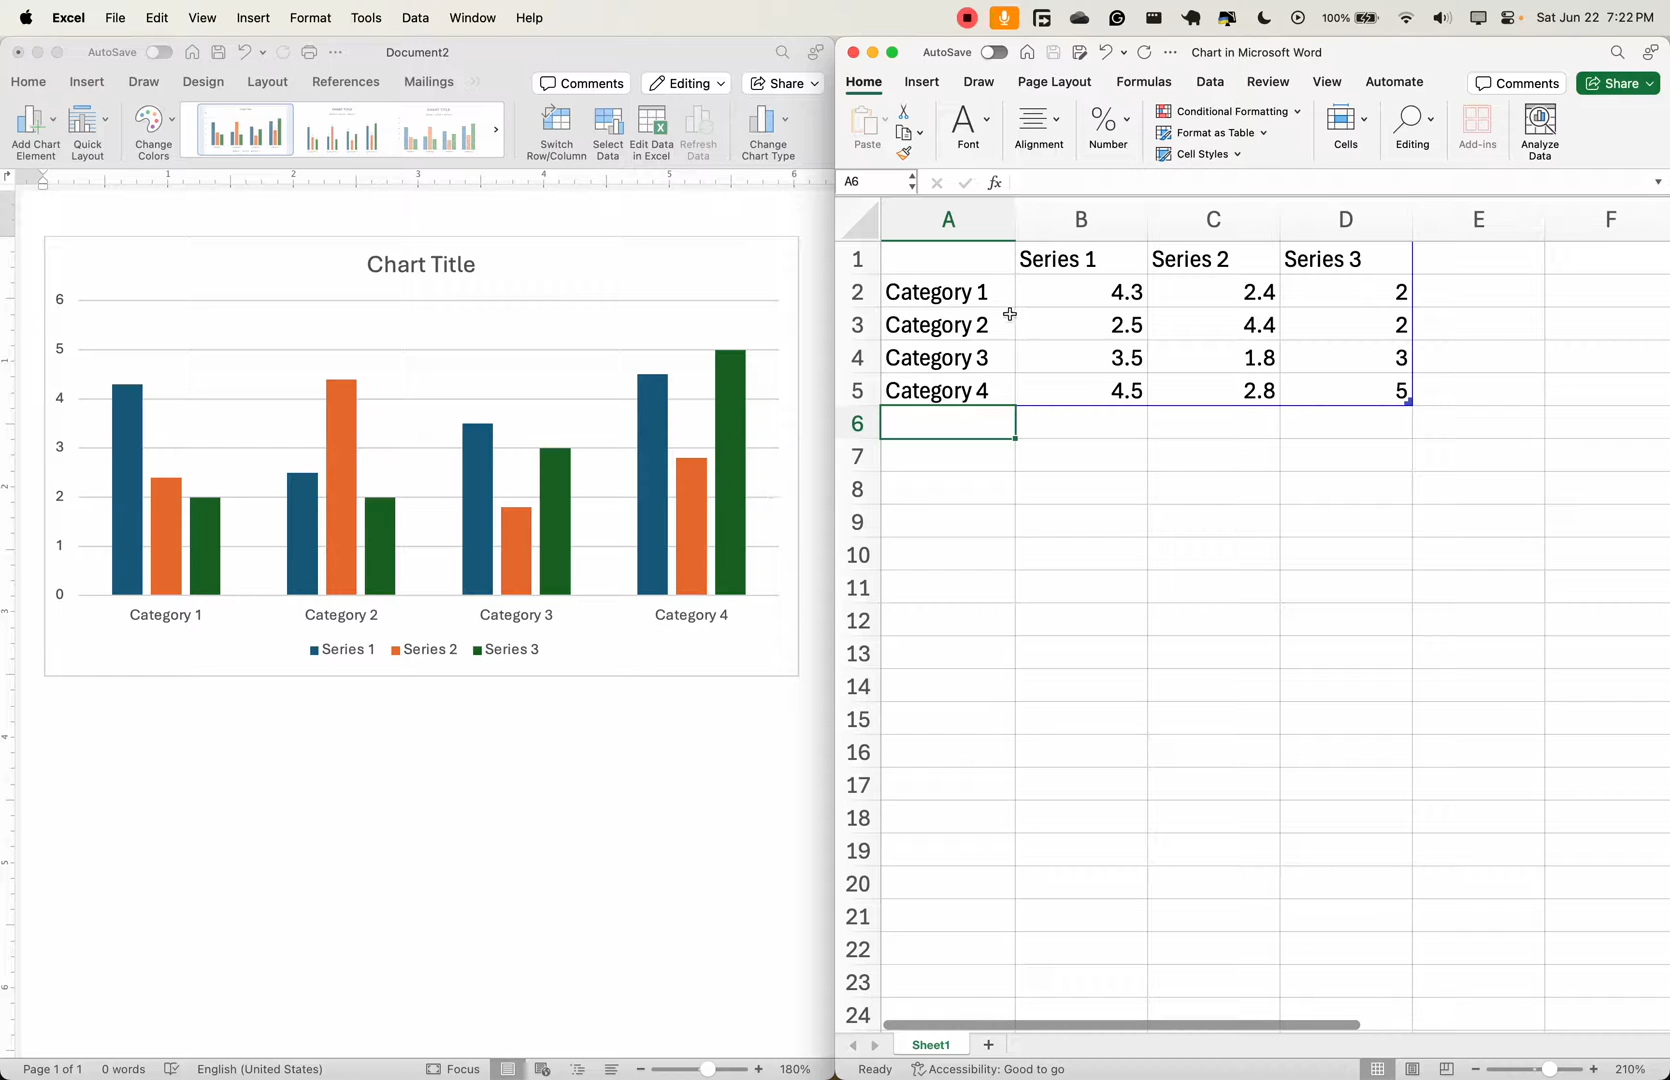 Excel File Edit View Insert Format Tools Data Window Help
100% Sat Jun 22 7:22 PM
AutoSave Document2
Home Insert Draw Design Layout References Mailings Comments Editing Share
Add Chart Element
Quick Layout
Change Colors
Switch Row/Column
Select Data
Edit Data in Excel
Refresh Data
Change Chart Type
1 2 3 4 5 6
Chart Title
6
5
4
3
2
1
0
Category 1 Category 2 Category 3 Category 4
Series 1 Series 2 Series 3
Page 1 of 1 0 words English (United States) Focus 180%
AutoSave Chart in Microsoft Word
Home Insert Draw Page Layout Formulas Data Review View Automate Comments Share
Paste
Font
Alignment
%
Number
Conditional Formatting
Format as Table
Cell Styles
Cells
Editing
Add-ins
Analyze Data
A6 fx
A B C D E F
1 Series 1 Series 2 Series 3
2 Category 1 4.3 2.4 2
3 Category 2 2.5 4.4 2
4 Category 3 3.5 1.8 3
5 Category 4 4.5 2.8 5
6
7
8
9
10
11
12
13
14
15
16
17
18
19
20
21
22
23
24
Sheet1
Ready Accessibility: Good to go 210%